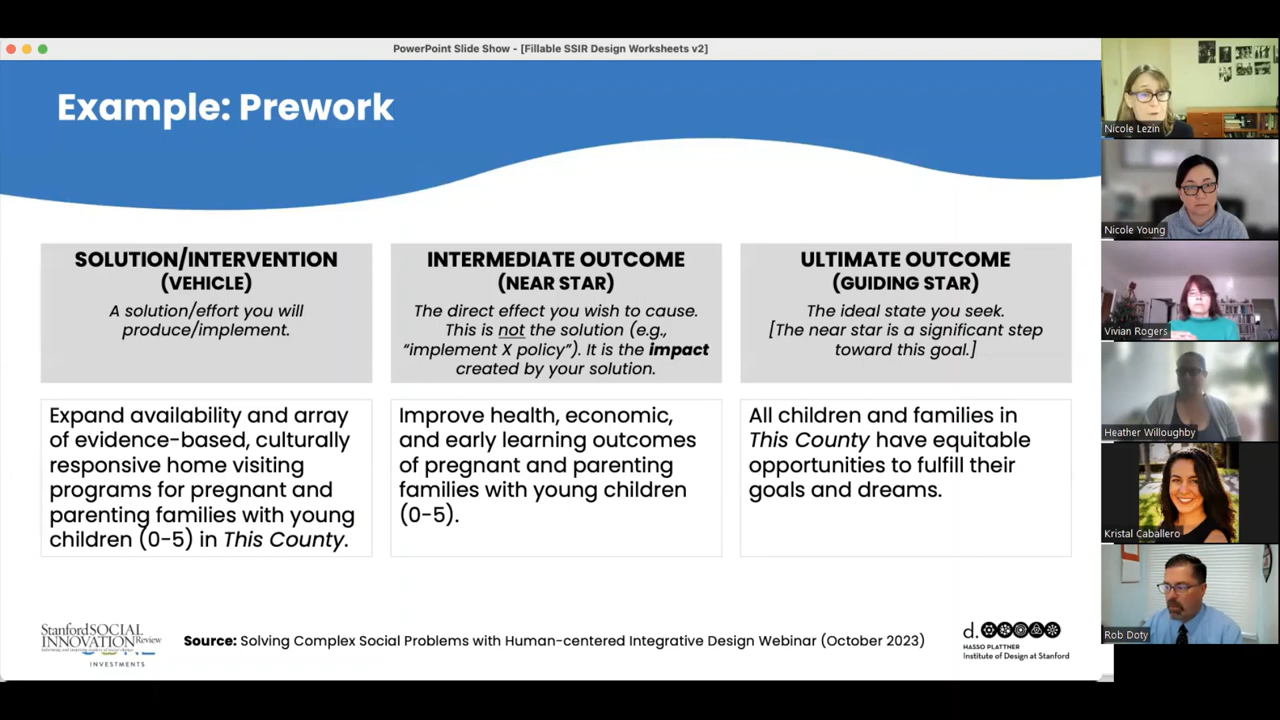 PowerPoint Slide Show - [Fillable SSIR Design Worksheets v2]
Example: Prework
SOLUTION/INTERVENTION
(VEHICLE)
A solution/effort you will
produce/implement.
INTERMEDIATE OUTCOME
(NEAR STAR)
The direct effect you wish to cause.
This is not the solution (e.g.,
“implement X policy”). It is the impact
created by your solution.
ULTIMATE OUTCOME
(GUIDING STAR)
The ideal state you seek.
[The near star is a significant step
toward this goal.]
Expand availability and array
of evidence-based, culturally
responsive home visiting
programs for pregnant and
parenting families with young
children (0-5) in This County.
Improve health, economic,
and early learning outcomes
of pregnant and parenting
families with young children
(0-5).
All children and families in
This County have equitable
opportunities to fulfill their
goals and dreams.
Stanford SOCIAL
INNOVATION Review
INVESTMENTS
Source: Solving Complex Social Problems with Human-centered Integrative Design Webinar (October 2023)
d.
HASSO PLATTNER
Institute of Design at Stanford
Nicole Lezin
Nicole Young
Vivian Rogers
Heather Willoughby
Kristal Caballero
Rob Doty